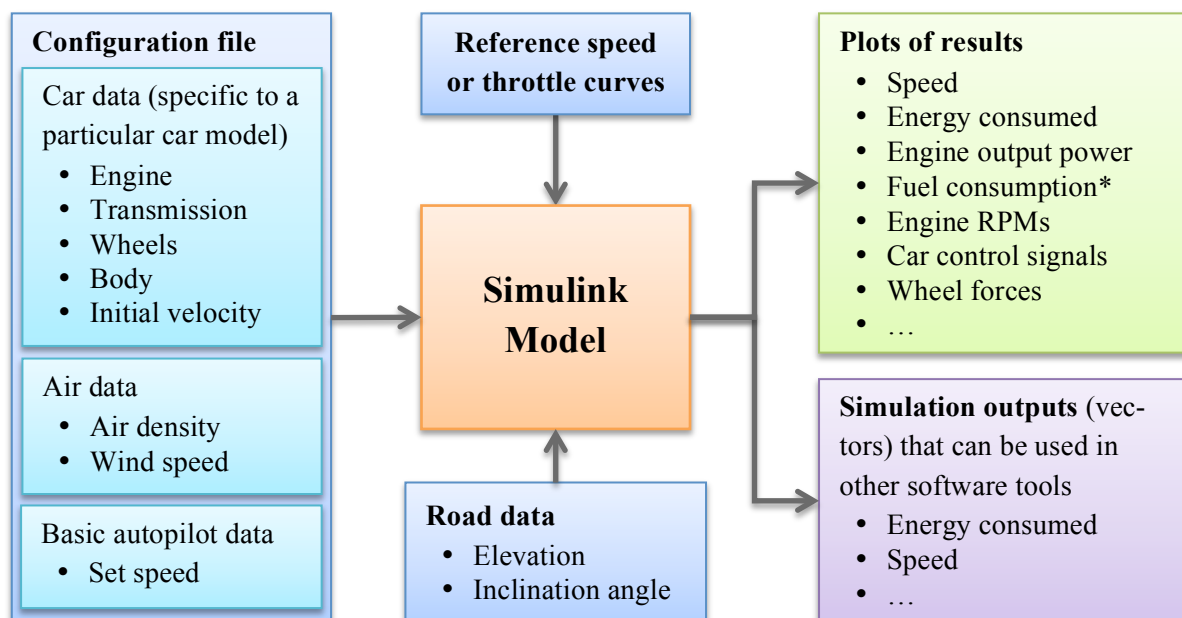 Configuration file
Car data (specific to a
particular car model)
• Engine
• Transmission
• Wheels
• Body
• Initial velocity
Air data
• Air density
• Wind speed
Basic autopilot data
• Set speed
Reference speed
or throttle curves
Simulink
Model
Road data
• Elevation
• Inclination angle
Plots of results
• Speed
• Energy consumed
• Engine output power
• Fuel consumption*
• Engine RPMs
• Car control signals
• Wheel forces
• …
Simulation outputs (vec-
tors) that can be used in
other software tools
• Energy consumed
• Speed
• …